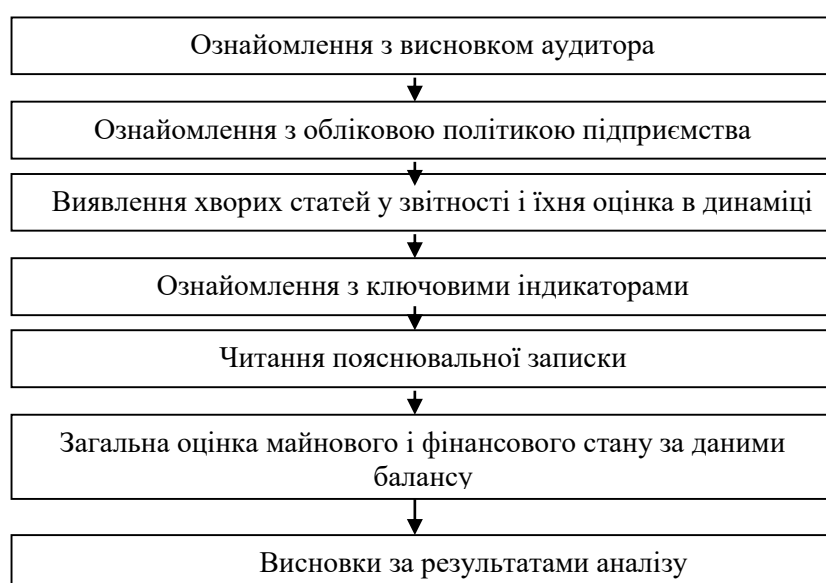 Ознайомлення з висновком аудитора
Ознайомлення з обліковою політикою підприємства
Виявлення хворих статей у звітності і їхня оцінка в динаміці
Ознайомлення з ключовими індикаторами
Читання пояснювальної записки
Загальна оцінка майнового і фінансового стану за даними
балансу
Висновки за результатами аналізу